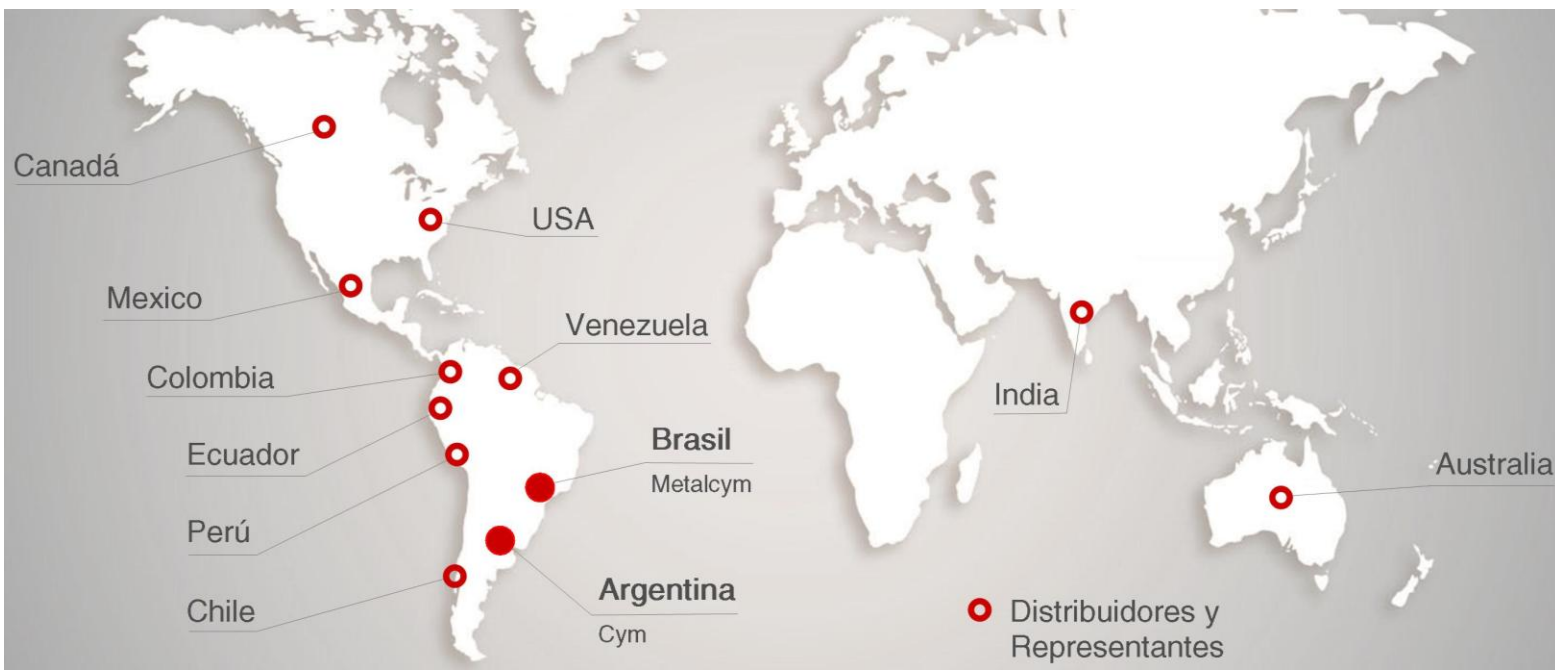 Canadá
USA
Mexico
Venezuela
Colombia
India
Ecuador
Brasil
Metalcym
Australia
Perú
Argentina
Cym
Chile
Distribuidores y
Representantes